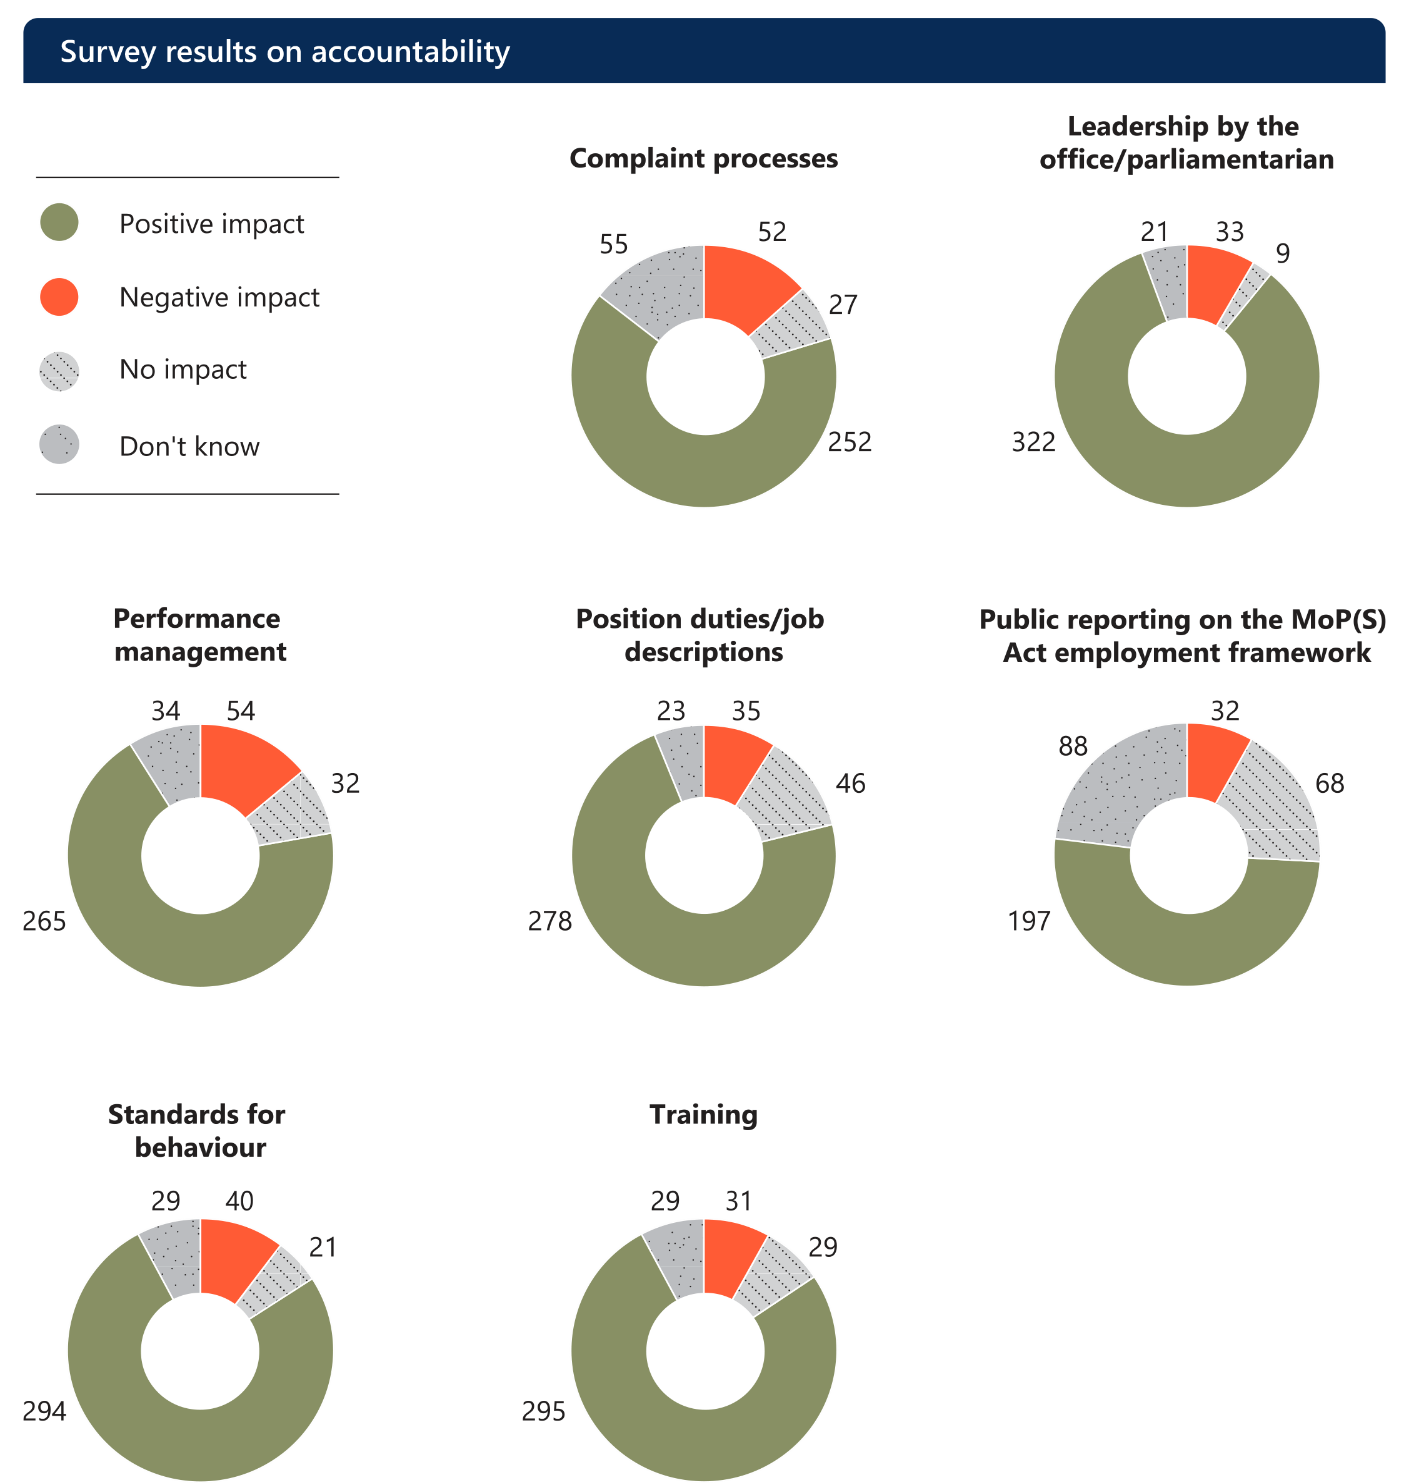 Survey results on accountability
Positive impact
Negative impact
No impact
Don't know
Complaint processes
55
52
27
252
Leadership by the
office/parliamentarian
21
33
9
322
Performance
management
34
54
32
265
Position duties/job
descriptions
23
35
46
278
Public reporting on the MoP(S)
Act employment framework
88
32
68
197
Standards for
behaviour
29
40
21
294
Training
29
31
29
295